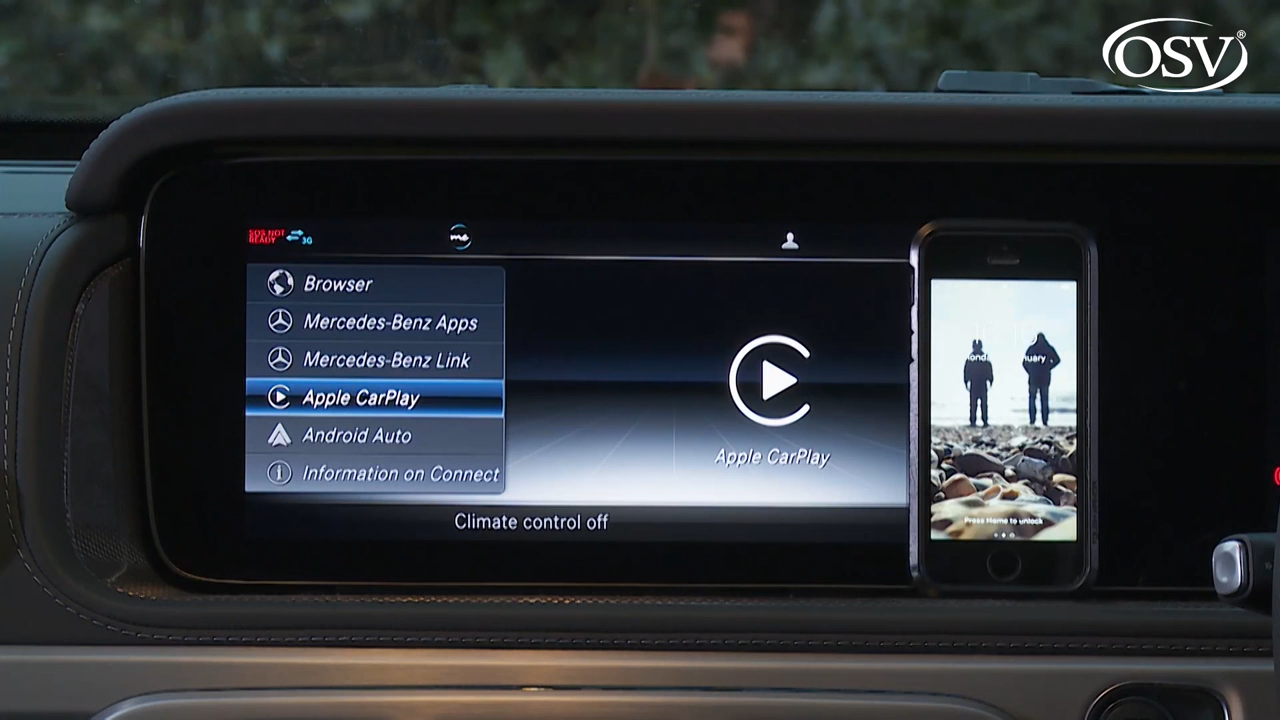 OSV®
SOS NOT
READY
3G
me
Browser
Mercedes-Benz Apps
Mercedes-Benz Link
Apple CarPlay
Android Auto
Information on Connect
Apple CarPlay
Climate control off
Press Home to unlock